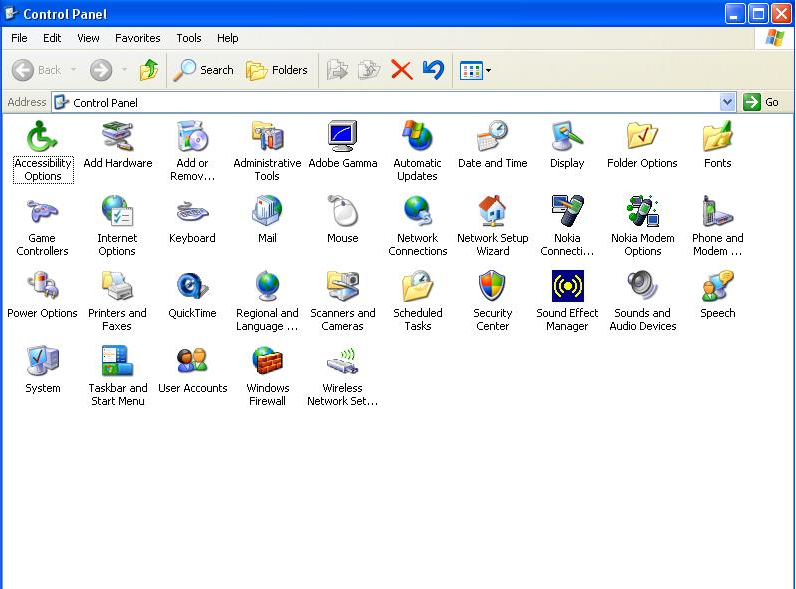 Control Panel
File Edit View Favorites Tools Help
Back Search Folders
Address Control Panel Go
Accessibility Options
Add Hardware
Add or Remov...
Administrative Tools
Adobe Gamma
Automatic Updates
Date and Time
Display
Folder Options
Fonts
Game Controllers
Internet Options
Keyboard
Mail
Mouse
Network Connections
Network Setup Wizard
Nokia Connecti...
Nokia Modem Options
Phone and Modem ...
Power Options
Printers and Faxes
QuickTime
Regional and Language ...
Scanners and Cameras
Scheduled Tasks
Security Center
Sound Effect Manager
Sounds and Audio Devices
Speech
System
Taskbar and Start Menu
User Accounts
Windows Firewall
Wireless Network Set...